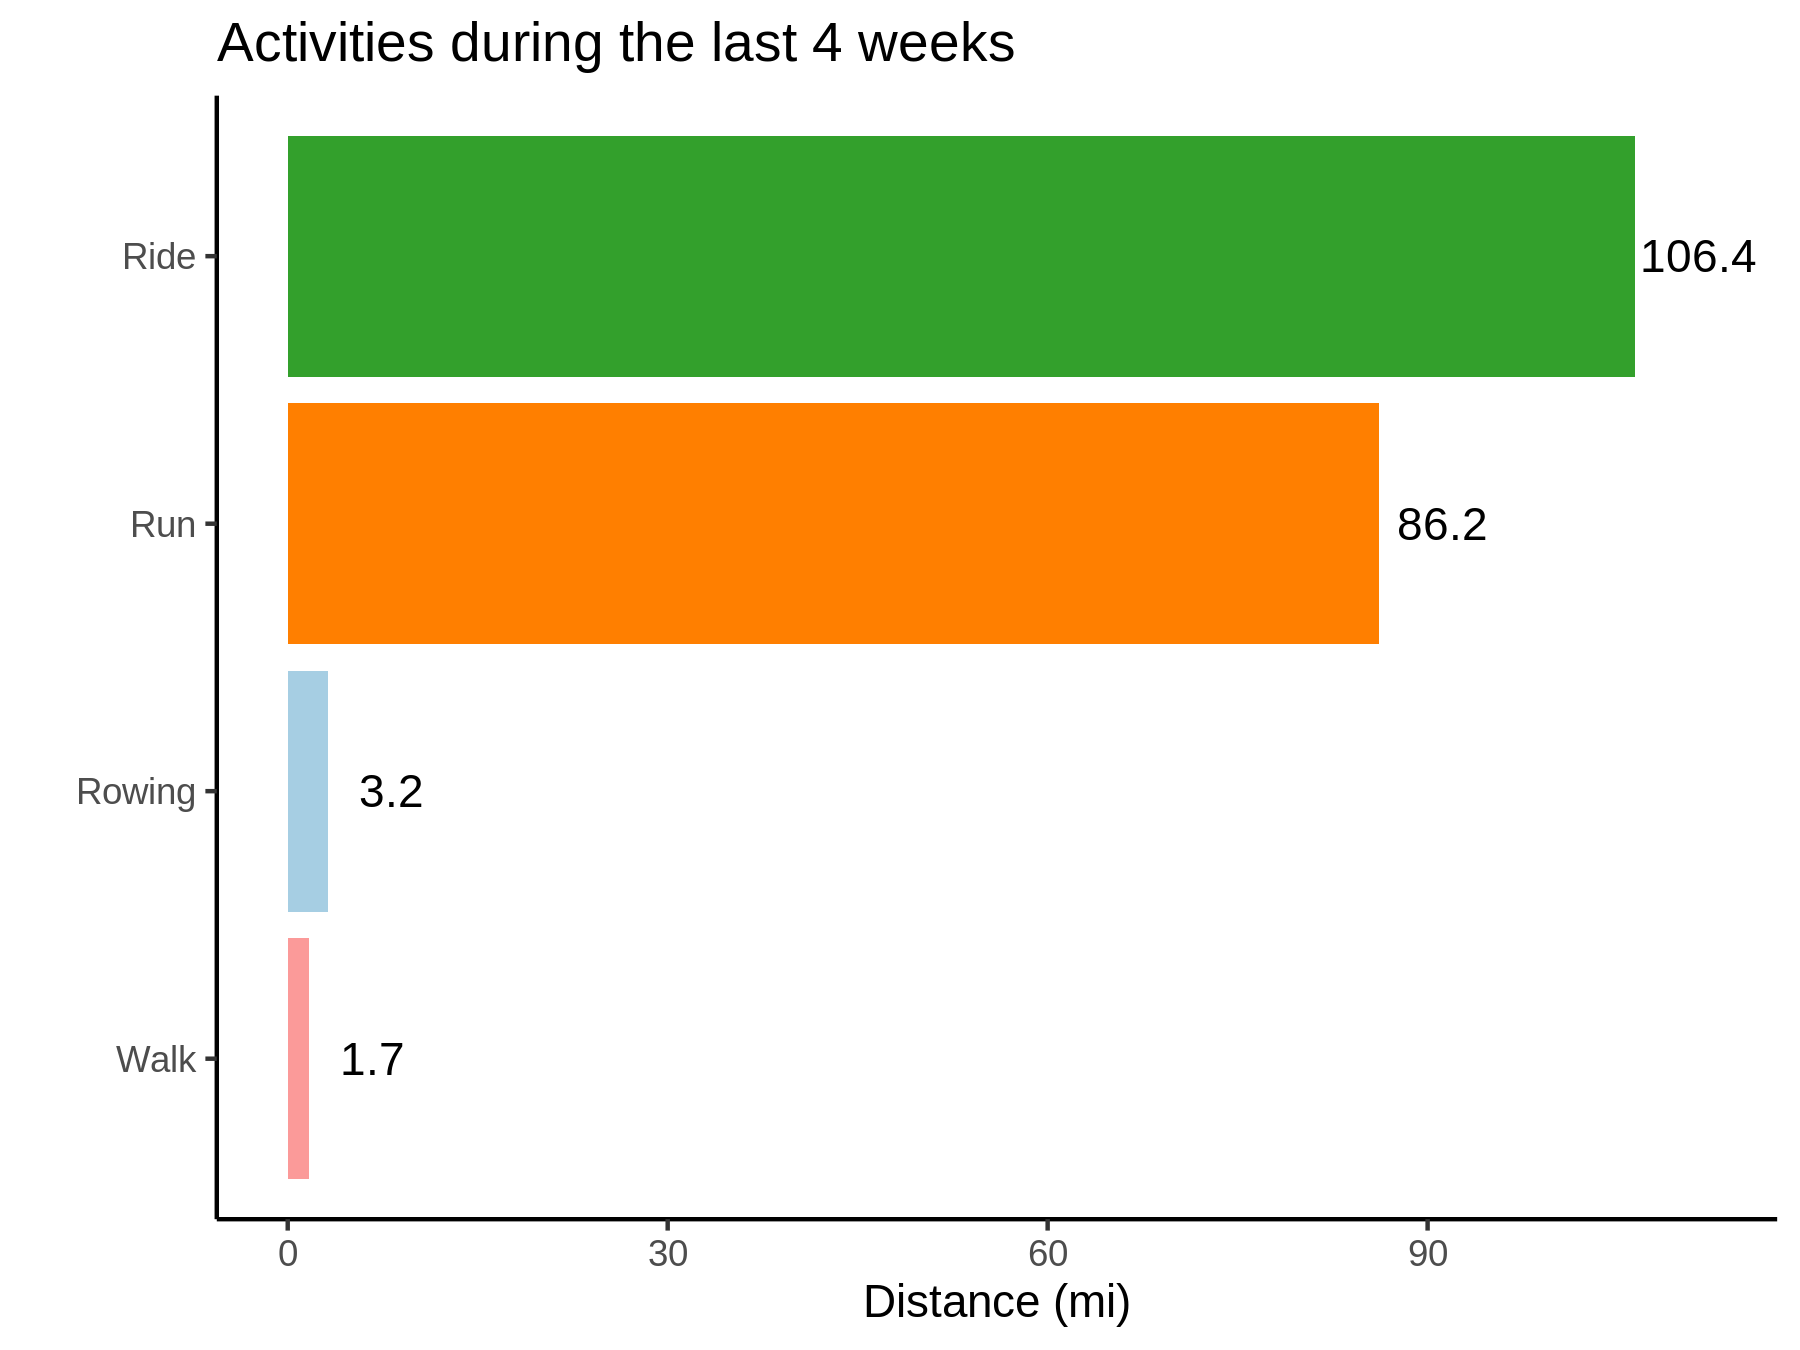 Activities during the last 4 weeks
Ride
106.4
Run
86.2
Rowing
3.2
Walk
1.7
0 30 60 90
Distance (mi)